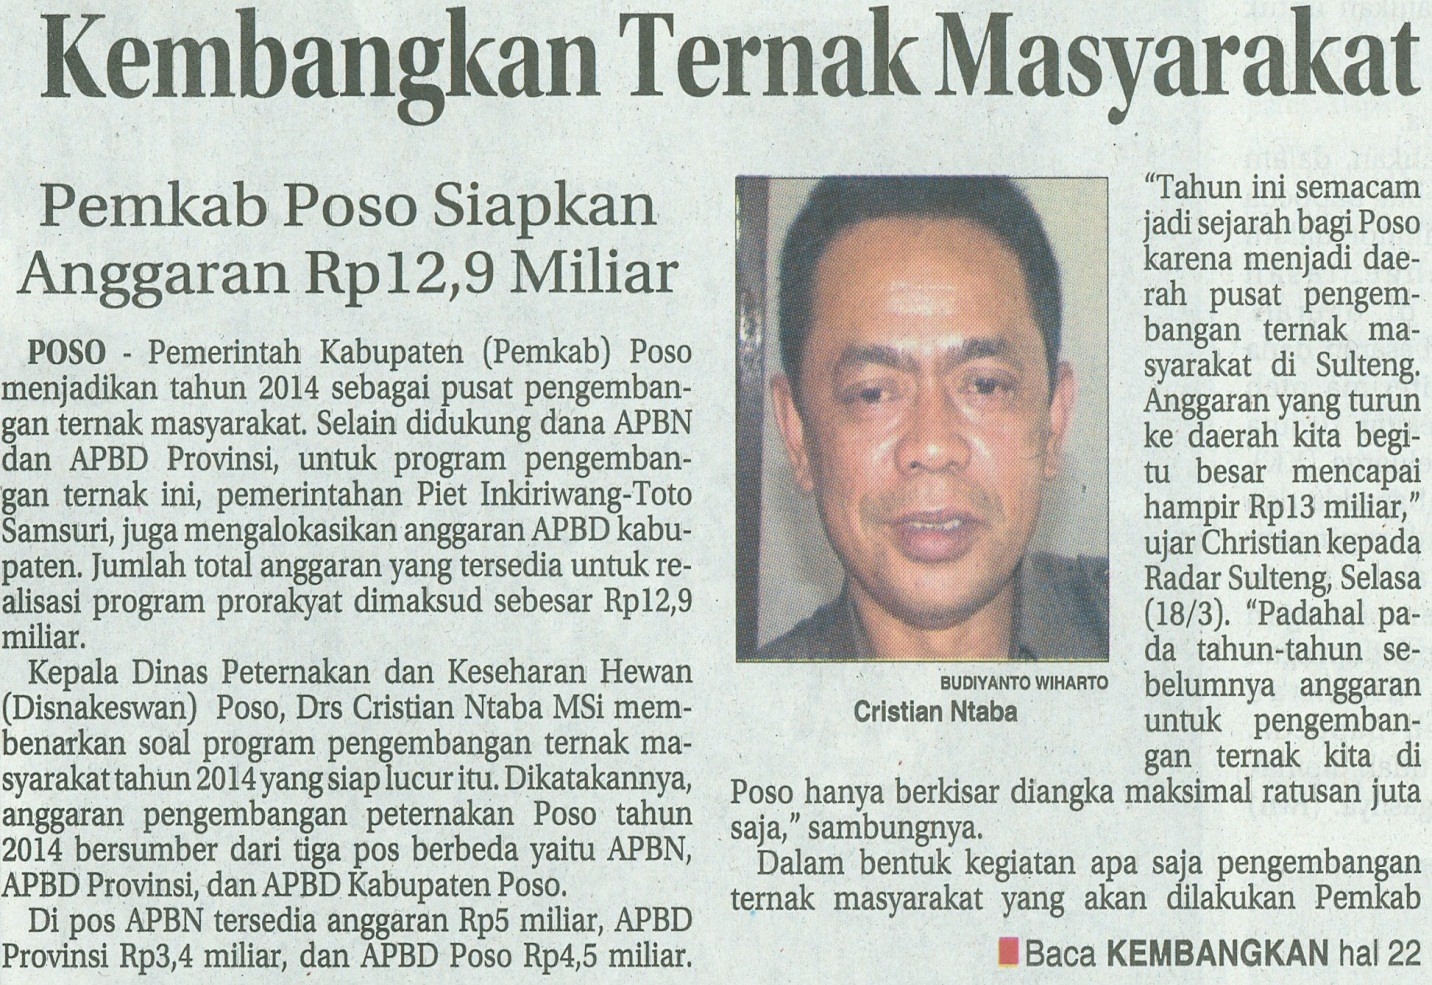 Kembangkan Ternak Masyarakat
Pemkab Poso Siapkan
Anggaran Rp12,9 Miliar
POSO - Pemerintah Kabupaten (Pemkab) Poso
menjadikan tahun 2014 sebagai pusat pengemban-
gan ternak masyarakat. Selain didukung dana APBN
dan APBD Provinsi, untuk program pengemban-
gan ternak ini, pemerintahan Piet Inkiriwang-Toto
Samsuri, juga mengalokasikan anggaran APBD kabu-
paten. Jumlah total anggaran yang tersedia untuk re-
alisasi program prorakyat dimaksud sebesar Rp12,9
miliar.
Kepala Dinas Peternakan dan Keseharan Hewan
(Disnakeswan) Poso, Drs Cristian Ntaba MSi mem-
benarkan soal program pengembangan ternak ma-
syarakat tahun 2014 yang siap lucur itu. Dikatakannya,
anggaran pengembangan peternakan Poso tahun
2014 bersumber dari tiga pos berbeda yaitu APBN,
APBD Provinsi, dan APBD Kabupaten Poso.
Di pos APBN tersedia anggaran Rp5 miliar, APBD
Provinsi Rp3,4 miliar, dan APBD Poso Rp4,5 miliar.
BUDIYANTO WIHARTO
Cristian Ntaba
“Tahun ini semacam
jadi sejarah bagi Poso
karena menjadi dae-
rah pusat pengem-
bangan ternak ma-
syarakat di Sulteng.
Anggaran yang turun
ke daerah kita begi-
tu besar mencapai
hampir Rp13 miliar,”
ujar Christian kepada
Radar Sulteng, Selasa
(18/3). “Padahal pa-
da tahun-tahun se-
belumnya anggaran
untuk pengemban-
gan ternak kita di
Poso hanya berkisar diangka maksimal ratusan juta
saja,” sambungnya.
Dalam bentuk kegiatan apa saja pengembangan
ternak masyarakat yang akan dilakukan Pemkab
Baca KEMBANGKAN hal 22